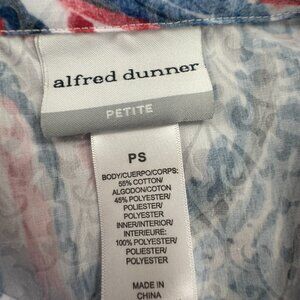 alfred dunner
PETITE
PS
BODY/CUERPO/CORPS:
55% COTTON/
ALGODON/COTON
45% POLYESTER/
POLIESTER/
POLYESTER
INNER/INTERIOR/
INTERIEURE:
100% POLYESTER/
POLIESTER/
POLYESTER
MADE IN
CHINA